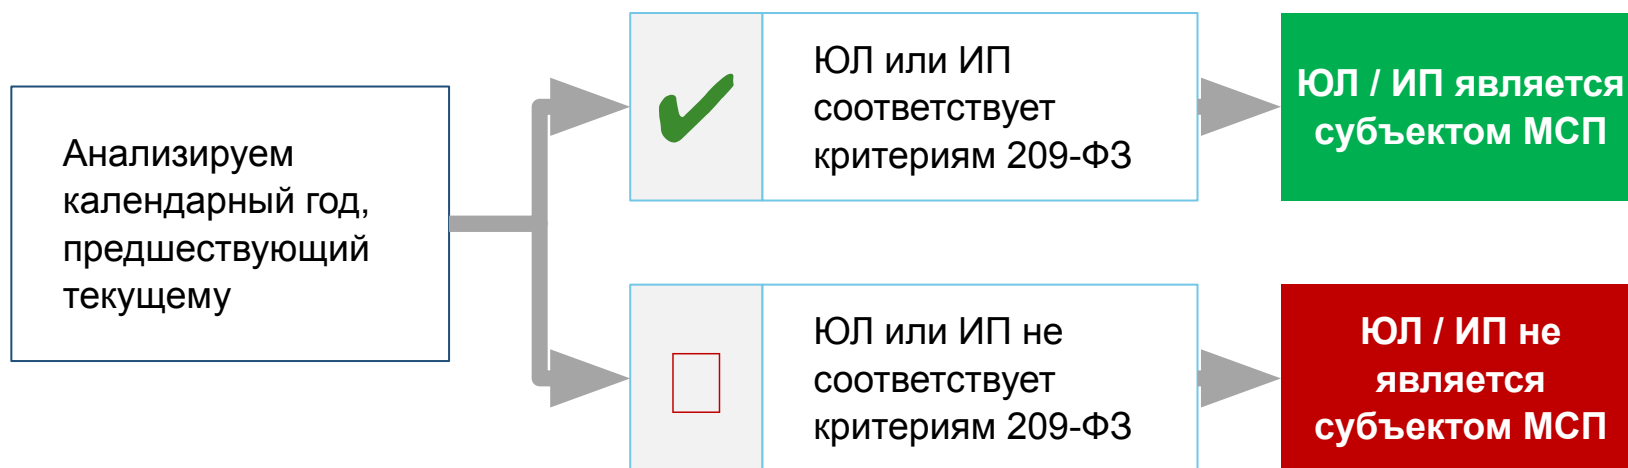 Анализируем
календарный год,
предшествующий
текущему
ЮЛ или ИП
соответствует
критериям 209-ФЗ
ЮЛ / ИП является
субъектом МСП
ЮЛ или ИП не
соответствует
критериям 209-ФЗ
ЮЛ / ИП не
является
субъектом МСП